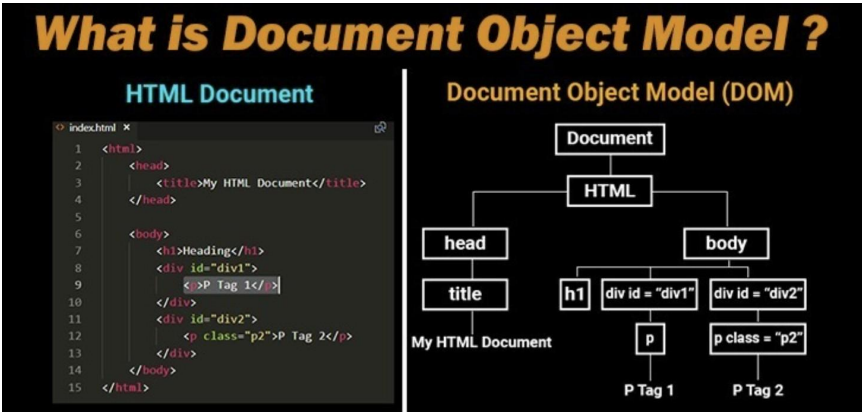 What is Document Object Model ?
HTML Document
index.html ×
1 <html>
2 <head>
3 <title>My HTML Document</title>
4 </head>
5
6 <body>
7 <h1>Heading</h1>
8 <div id="div1">
9 <p>P Tag 1</p>
10 </div>
11 <div id="div2">
12 <p class="p2">P Tag 2</p>
13 </div>
14 </body>
15 </html>
Document Object Model (DOM)
Document
HTML
head body
title h1 div id = “div1” div id = “div2”
My HTML Document p p class = “p2”
P Tag 1 P Tag 2